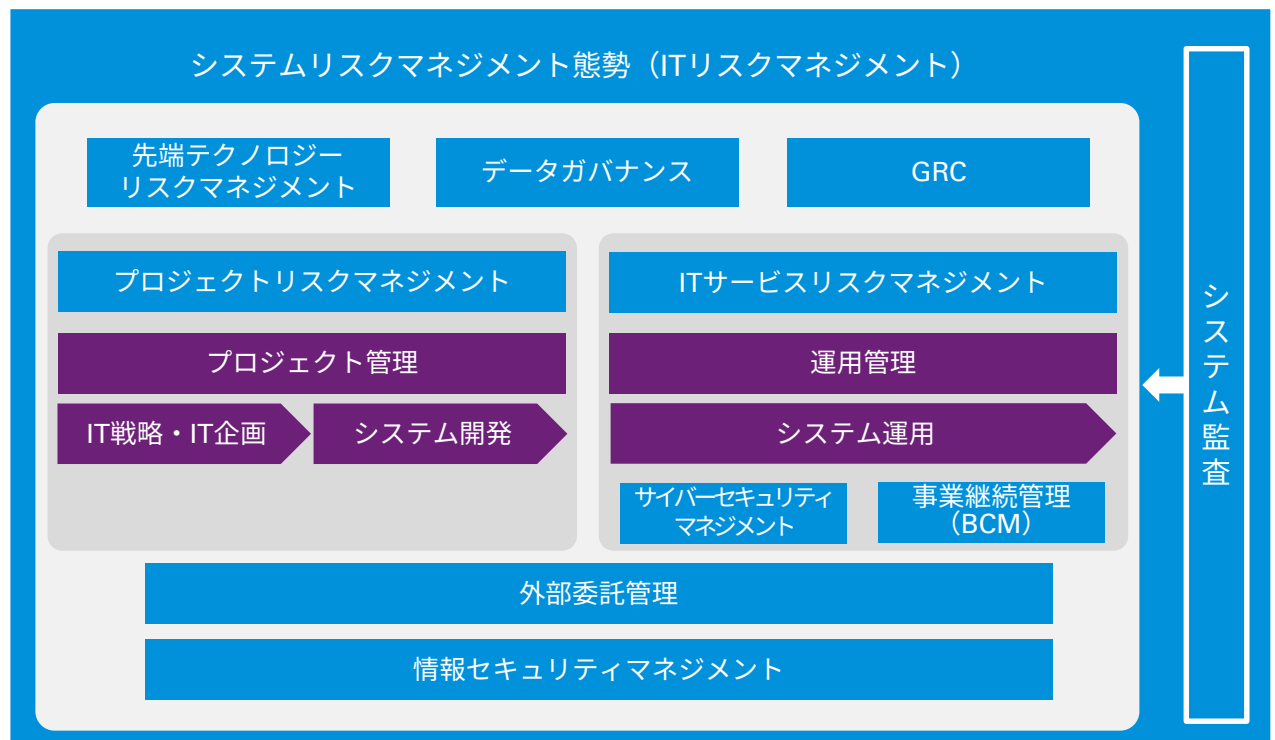 システムリスクマネジメント態勢（ITリスクマネジメント）
先端テクノロジー
リスクマネジメント
データガバナンス
GRC
プロジェクトリスクマネジメント
プロジェクト管理
IT戦略・IT企画
システム開発
ITサービスリスクマネジメント
運用管理
システム運用
サイバーセキュリティ
マネジメント
事業継続管理
（BCM）
外部委託管理
情報セキュリティマネジメント
システム監査